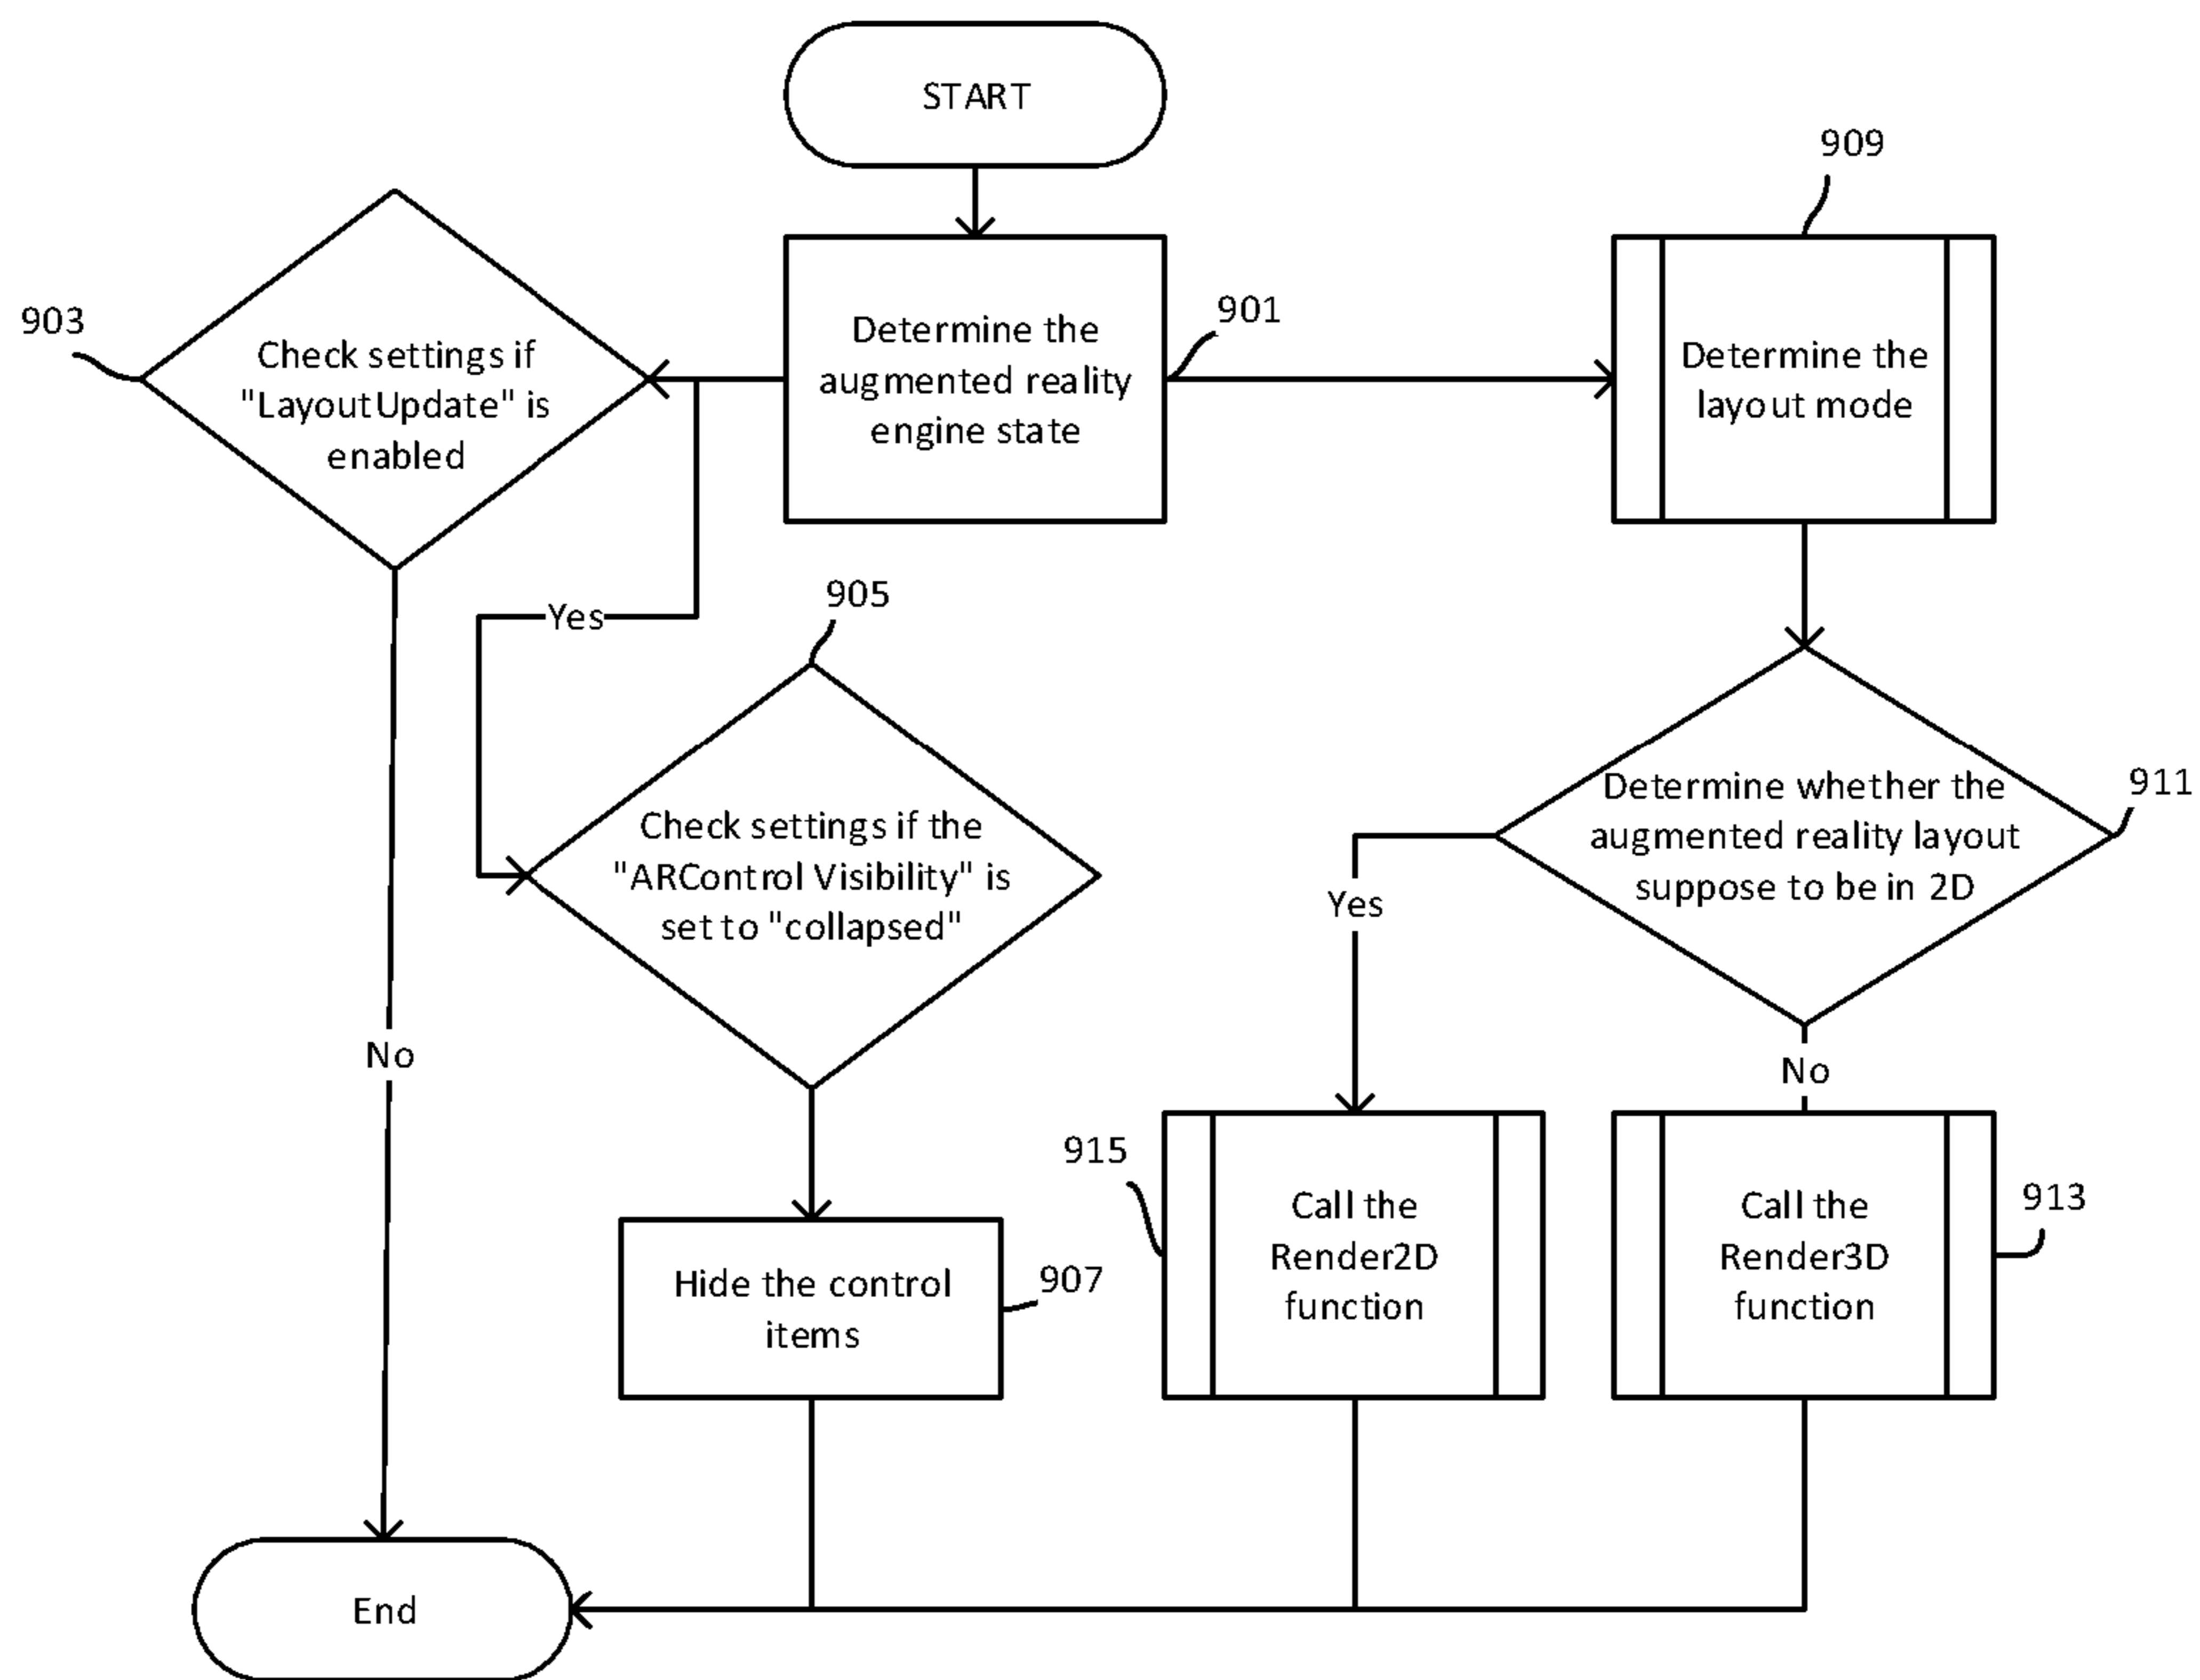 START
909
903
Check settings if
"LayoutUpdate" is
enabled
Determine the
augmented reality
engine state
901
Determine the
layout mode
Yes
905
Check settings if the
"ARControl Visibility" is
set to "collapsed"
Determine whether the
augmented reality layout
suppose to be in 2D
911
Yes
No
No
915
Call the
Render2D
function
Call the
Render3D
function
913
Hide the control
items
907
End